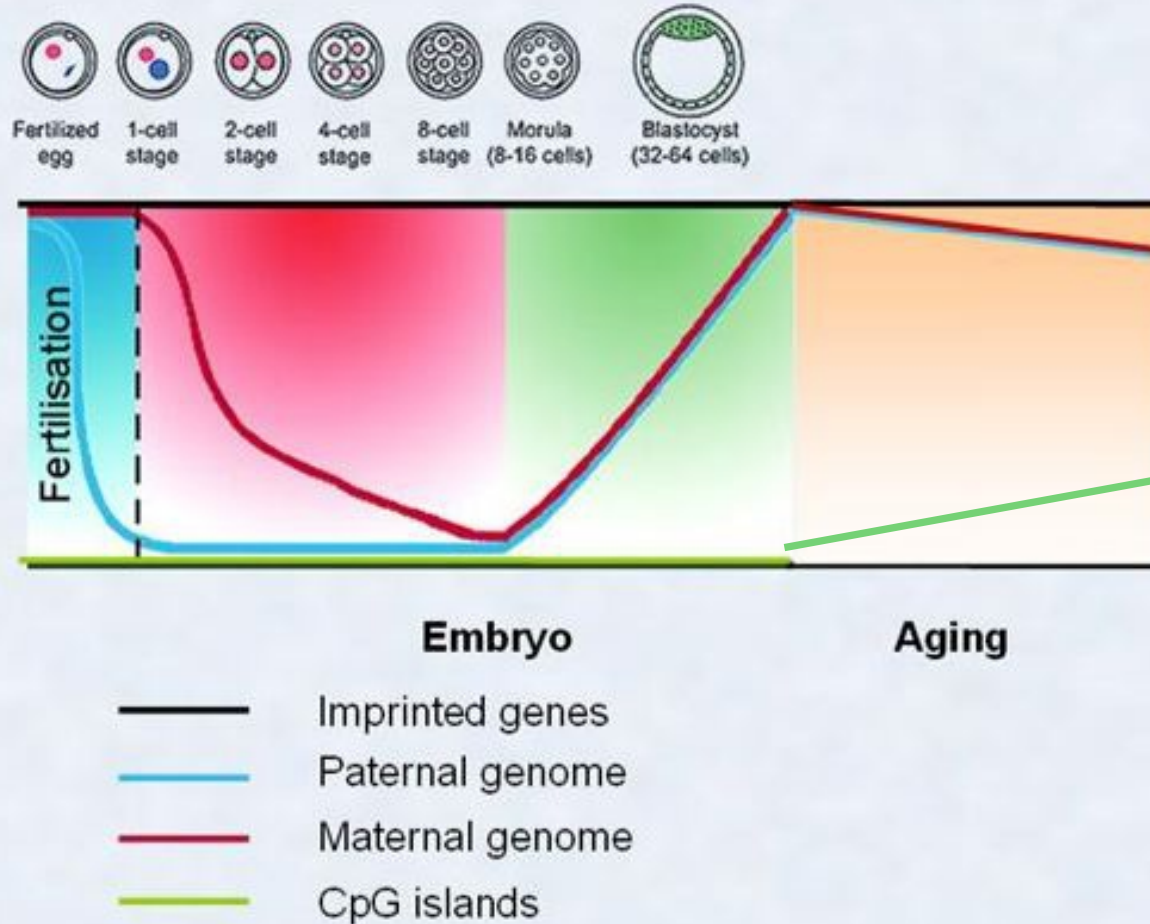 Fertilized
egg
1-cell
stage
2-cell
stage
4-cell
stage
8-cell
stage
Morula
(8-16 cells)
Blastocyst
(32-64 cells)
Fertilisation
Embryo
Aging
Imprinted genes
Paternal genome
Maternal genome
CpG islands